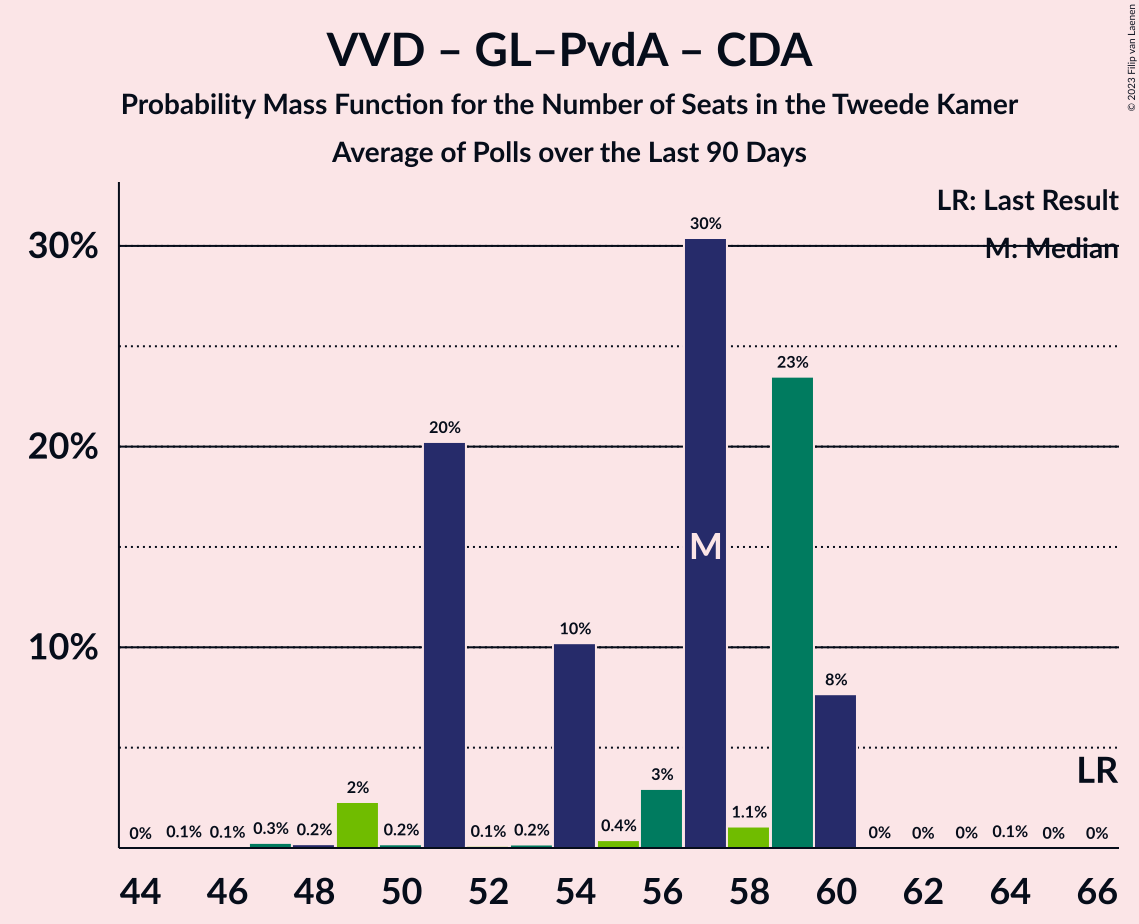 VVD – GL–PvdA – CDA
Probability Mass Function for the Number of Seats in the Tweede Kamer
Average of Polls over the Last 90 Days
© 2023 Filip van Laenen
LR: Last Result
M: Median
30%
20%
10%
0% 0.1% 0.1% 0.3% 0.2% 2% 0.2% 20% 0.1% 0.2% 10% 0.4% 3% 30% 1.1% 23% 8% 0% 0% 0% 0.1% 0% 0%
M
LR
44 46 48 50 52 54 56 58 60 62 64 66